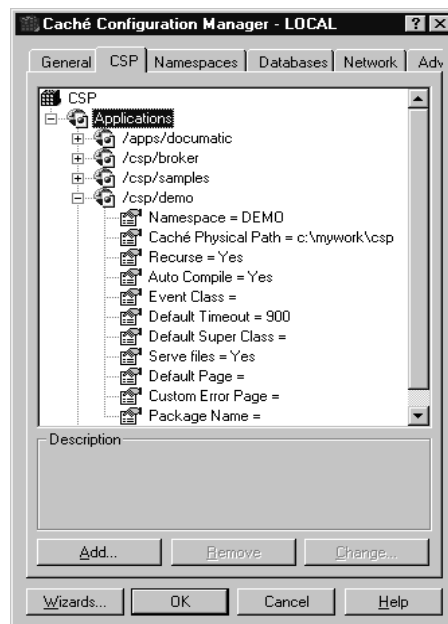 Caché Configuration Manager - LOCAL
General CSP Namespaces Databases Network Adv
CSP
Applications
/apps/documatic
/csp/broker
/csp/samples
/csp/demo
Namespace = DEMO
Caché Physical Path = c:\mywork\csp
Recurse = Yes
Auto Compile = Yes
Event Class =
Default Timeout = 900
Default Super Class =
Serve files = Yes
Default Page =
Custom Error Page =
Package Name =
Description
Add... Remove Change...
Wizards... OK Cancel Help